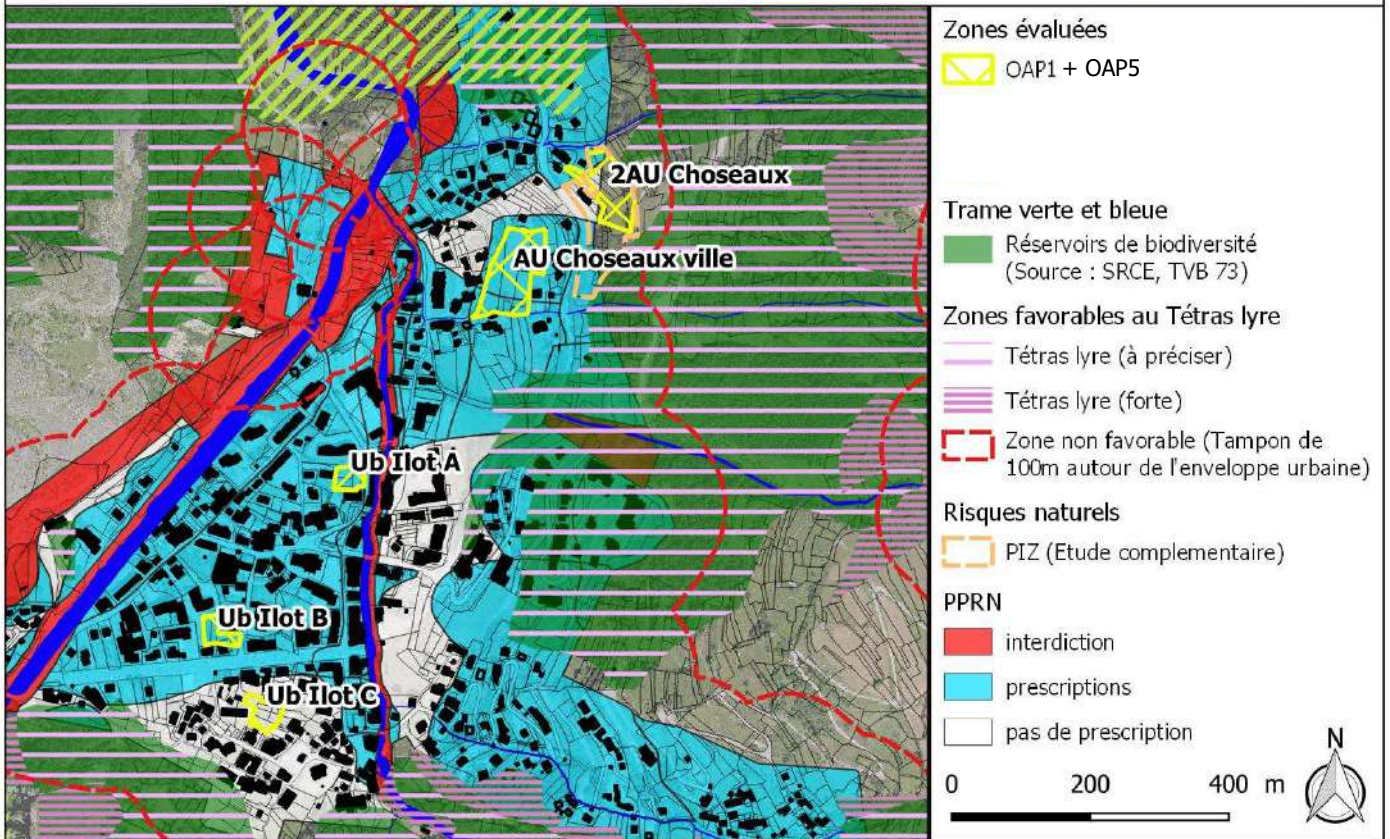 2AU Choseaux
AU Choseaux ville
Ub Ilot A
Ub Ilot B
Ub Ilot C
Zones évaluées
OAP1 + OAP5
Trame verte et bleue
Réservoirs de biodiversité
(Source : SRCE, TVB 73)
Zones favorables au Tétras lyre
Tétras lyre (à préciser)
Tétras lyre (forte)
Zone non favorable (Tampon de
100m autour de l'enveloppe urbaine)
Risques naturels
PIZ (Etude complementaire)
PPRN
interdiction
prescriptions
pas de prescription
N
0 200 400 m